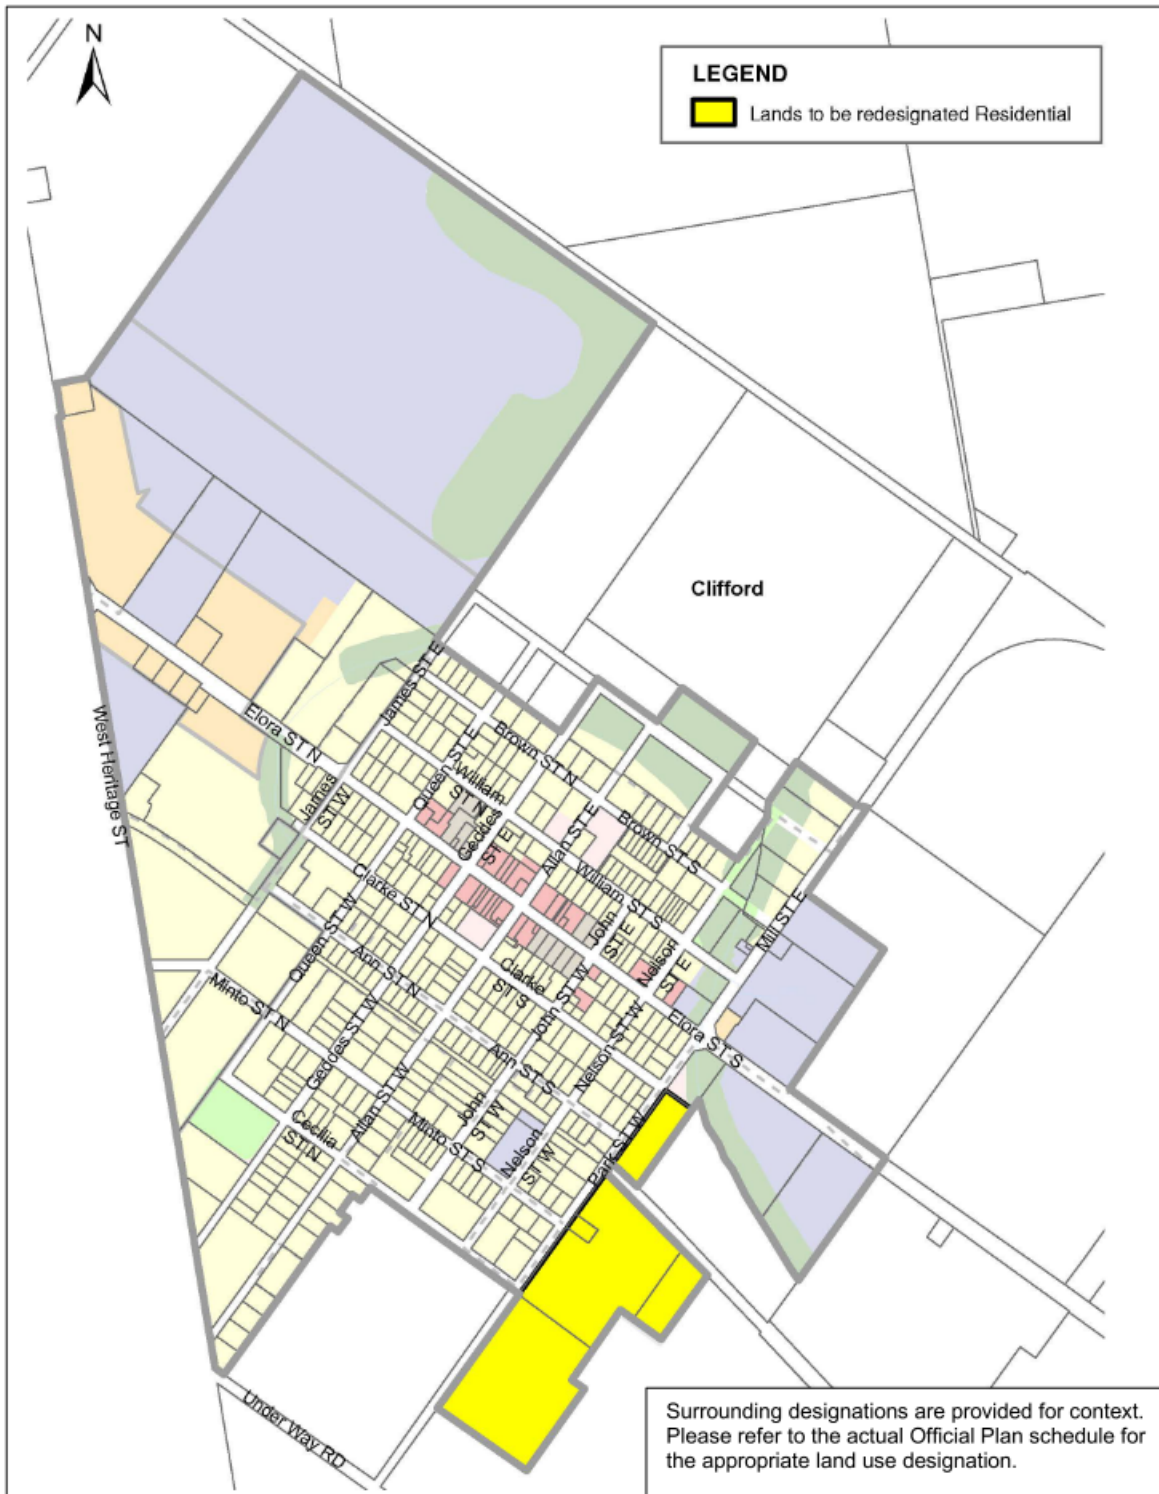 N
LEGEND
Lands to be redesignated Residential
Clifford
West Heritage ST
Elora ST N
James ST E
James
ST W
Queen ST E
William
ST N
Brown ST N
Geddes
ST E
Allan ST E
Brown ST S
William ST S
Clarke ST N
Queen ST W
Ann ST N
Minto ST N
Geddes ST W
Clarke
ST S
John
ST E
John ST W
Nelson
ST E
Mill ST E
Elora ST S
Nelson ST W
Ann ST S
Allan ST W
Cecilia
ST N
John
ST W
Minto ST S
Nelson
ST W
Park ST W
Under Way RD
Surrounding designations are provided for context.
Please refer to the actual Official Plan schedule for
the appropriate land use designation.